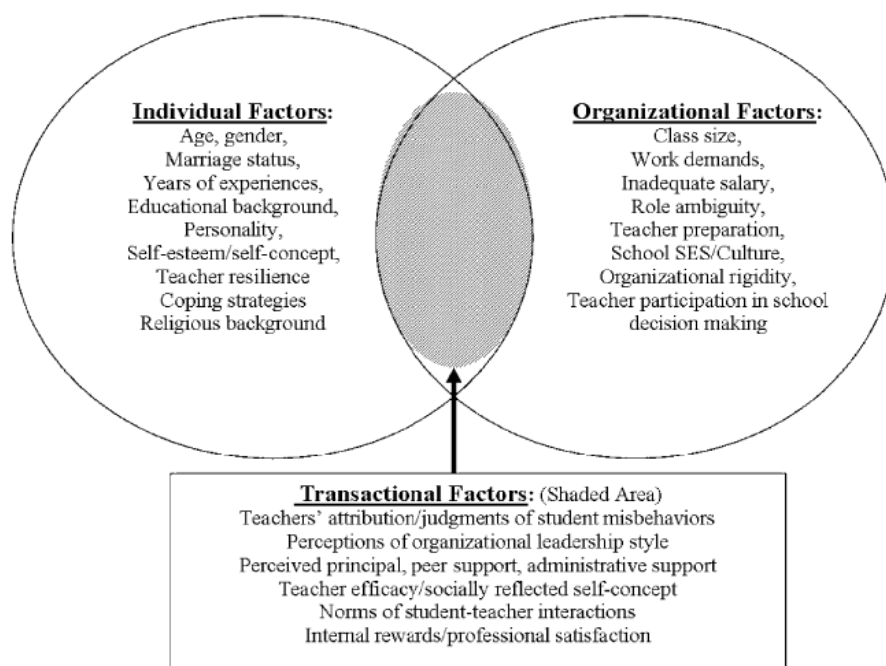 Individual Factors:
Age, gender,
Marriage status,
Years of experiences,
Educational background,
Personality,
Self-esteem/self-concept,
Teacher resilience
Coping strategies
Religious background
Organizational Factors:
Class size,
Work demands,
Inadequate salary,
Role ambiguity,
Teacher preparation,
School SES/Culture,
Organizational rigidity,
Teacher participation in school
decision making
Transactional Factors: (Shaded Area)
Teachers’ attribution/judgments of student misbehaviors
Perceptions of organizational leadership style
Perceived principal, peer support, administrative support
Teacher efficacy/socially reflected self-concept
Norms of student-teacher interactions
Internal rewards/professional satisfaction